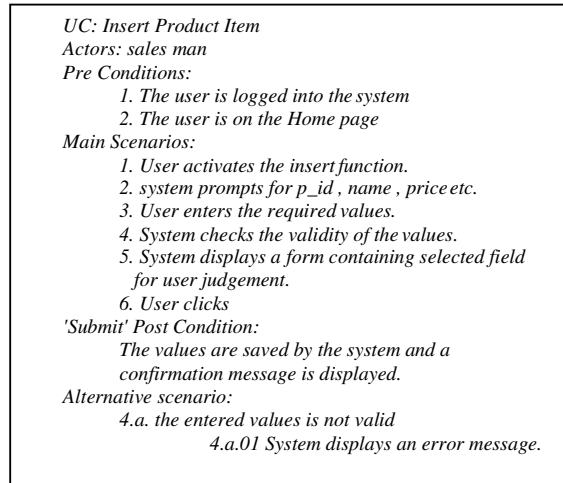 UC: Insert Product Item
Actors: sales man
Pre Conditions:
1. The user is logged into the system
2. The user is on the Home page
Main Scenarios:
1. User activates the insert function.
2. system prompts for p_id , name , price etc.
3. User enters the required values.
4. System checks the validity of the values.
5. System displays a form containing selected field
for user judgement.
6. User clicks
'Submit' Post Condition:
The values are saved by the system and a
confirmation message is displayed.
Alternative scenario:
4.a. the entered values is not valid
4.a.01 System displays an error message.